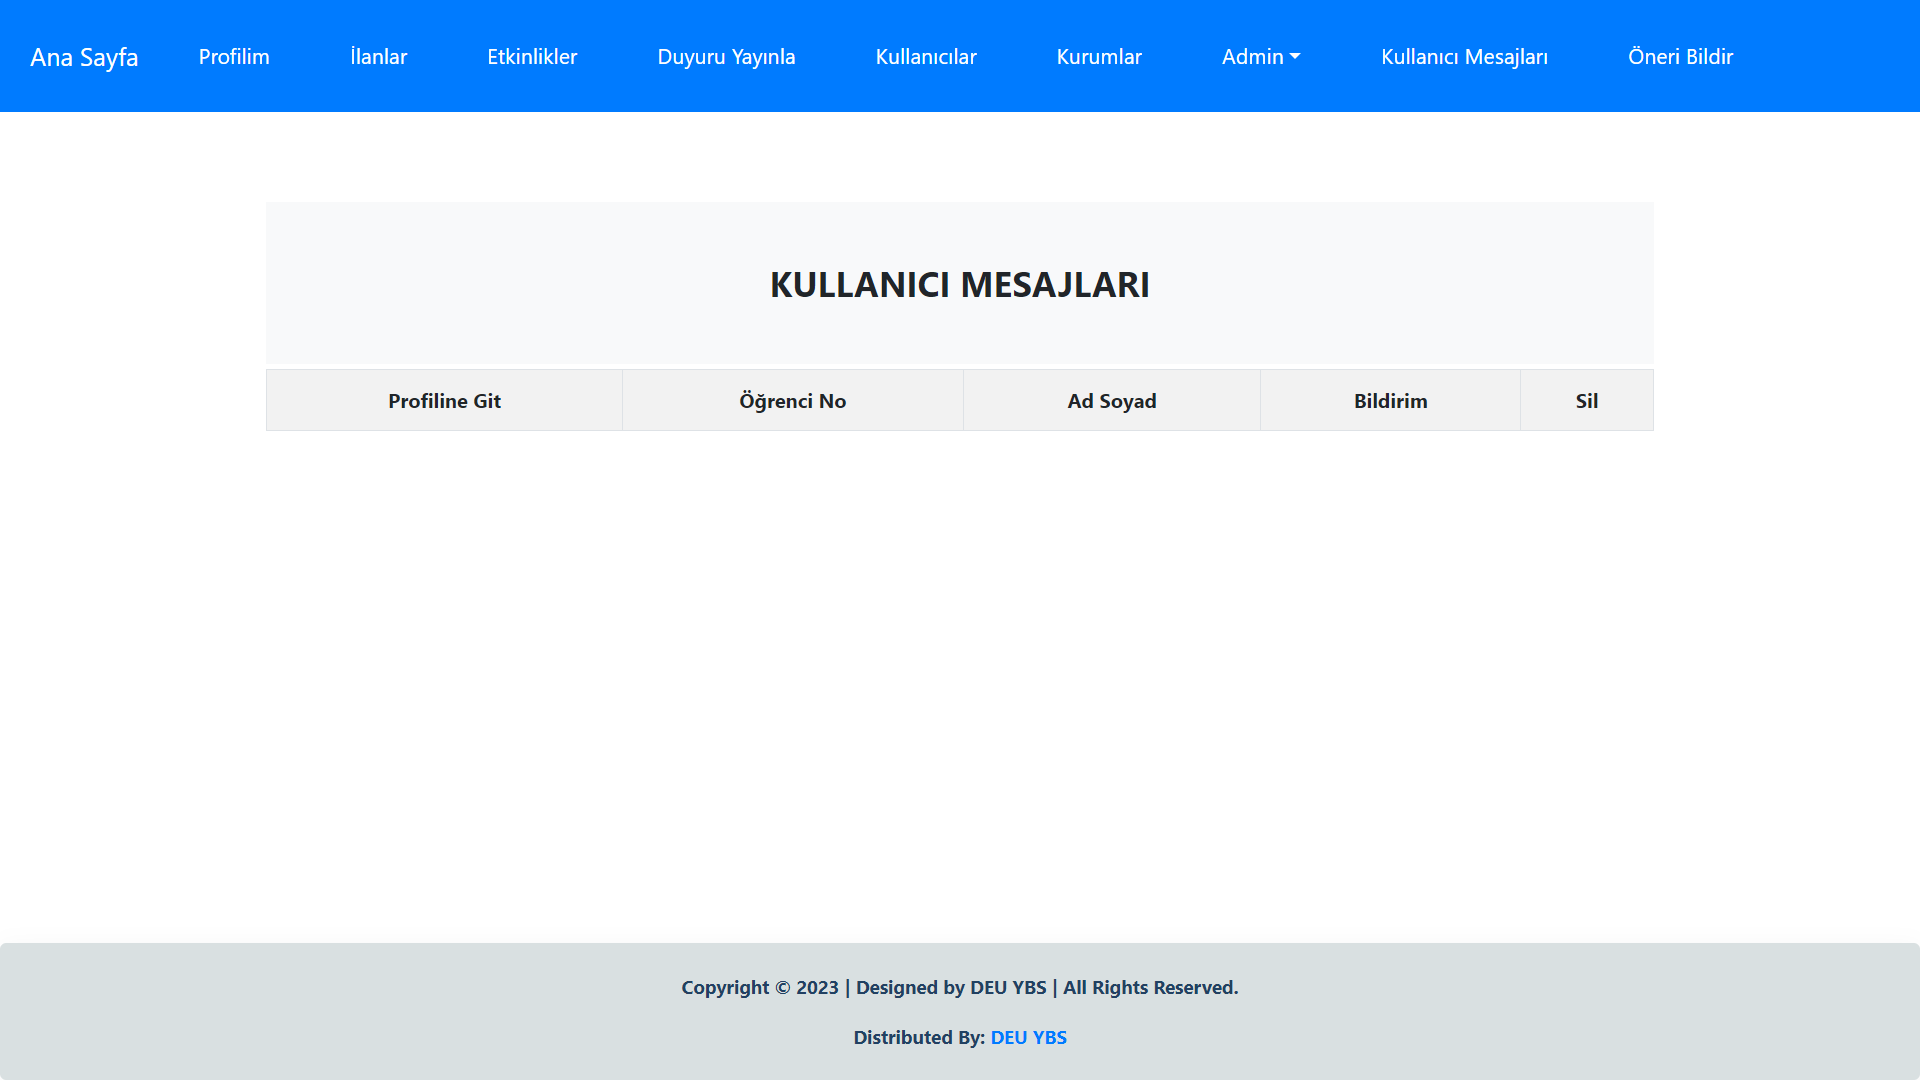 Ana Sayfa Profilim İlanlar Etkinlikler Duyuru Yayınla Kullanıcılar Kurumlar Admin Kullanıcı Mesajları Öneri Bildir
KULLANICI MESAJLARI
Profiline Git Öğrenci No Ad Soyad Bildirim Sil
Copyright © 2023 | Designed by DEU YBS | All Rights Reserved.
Distributed By: DEU YBS